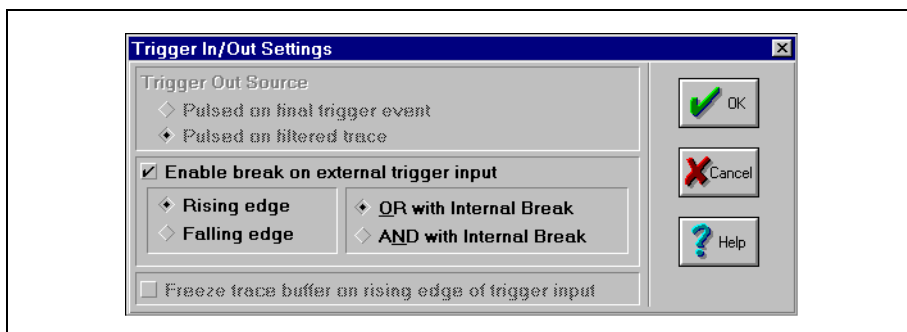 Trigger In/Out Settings
Trigger Out Source
Pulsed on final trigger event
Pulsed on filtered trace
Enable break on external trigger input
Rising edge
Falling edge
OR with Internal Break
AND with Internal Break
Freeze trace buffer on rising edge of trigger input
OK
Cancel
Help